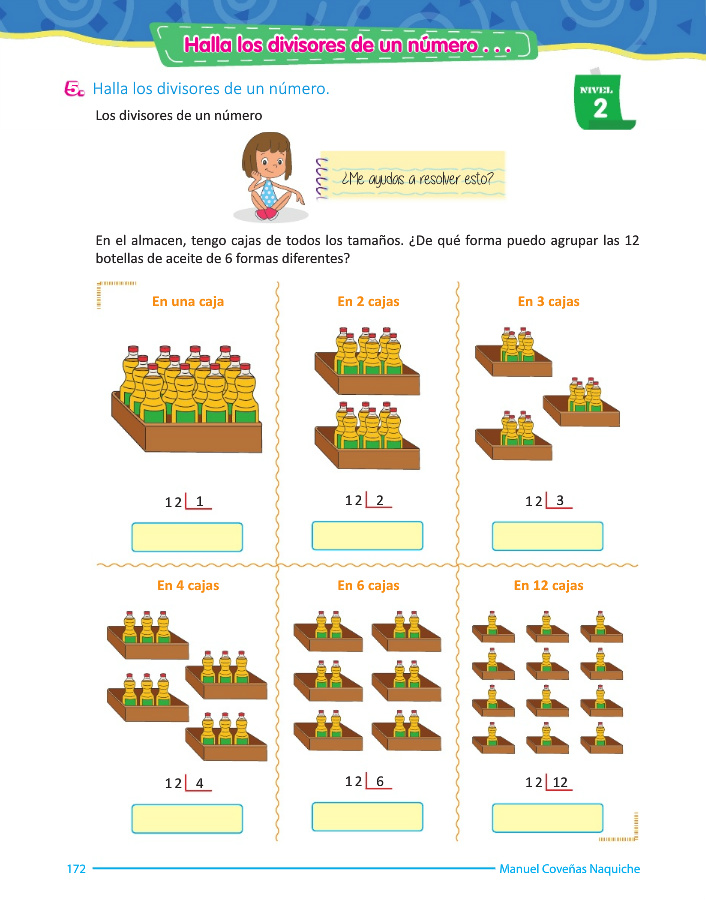 Halla los divisores de un número . . .
5. Halla los divisores de un número.
NIVEL
2
Los divisores de un número
¿Me ayudas a resolver esto?
En el almacen, tengo cajas de todos los tamaños. ¿De qué forma puedo agrupar las 12
botellas de aceite de 6 formas diferentes?
En una caja
En 2 cajas
En 3 cajas
12 1
12 2
12 3
En 4 cajas
En 6 cajas
En 12 cajas
12 4
12 6
12 12
172
Manuel Coveñas Naquiche